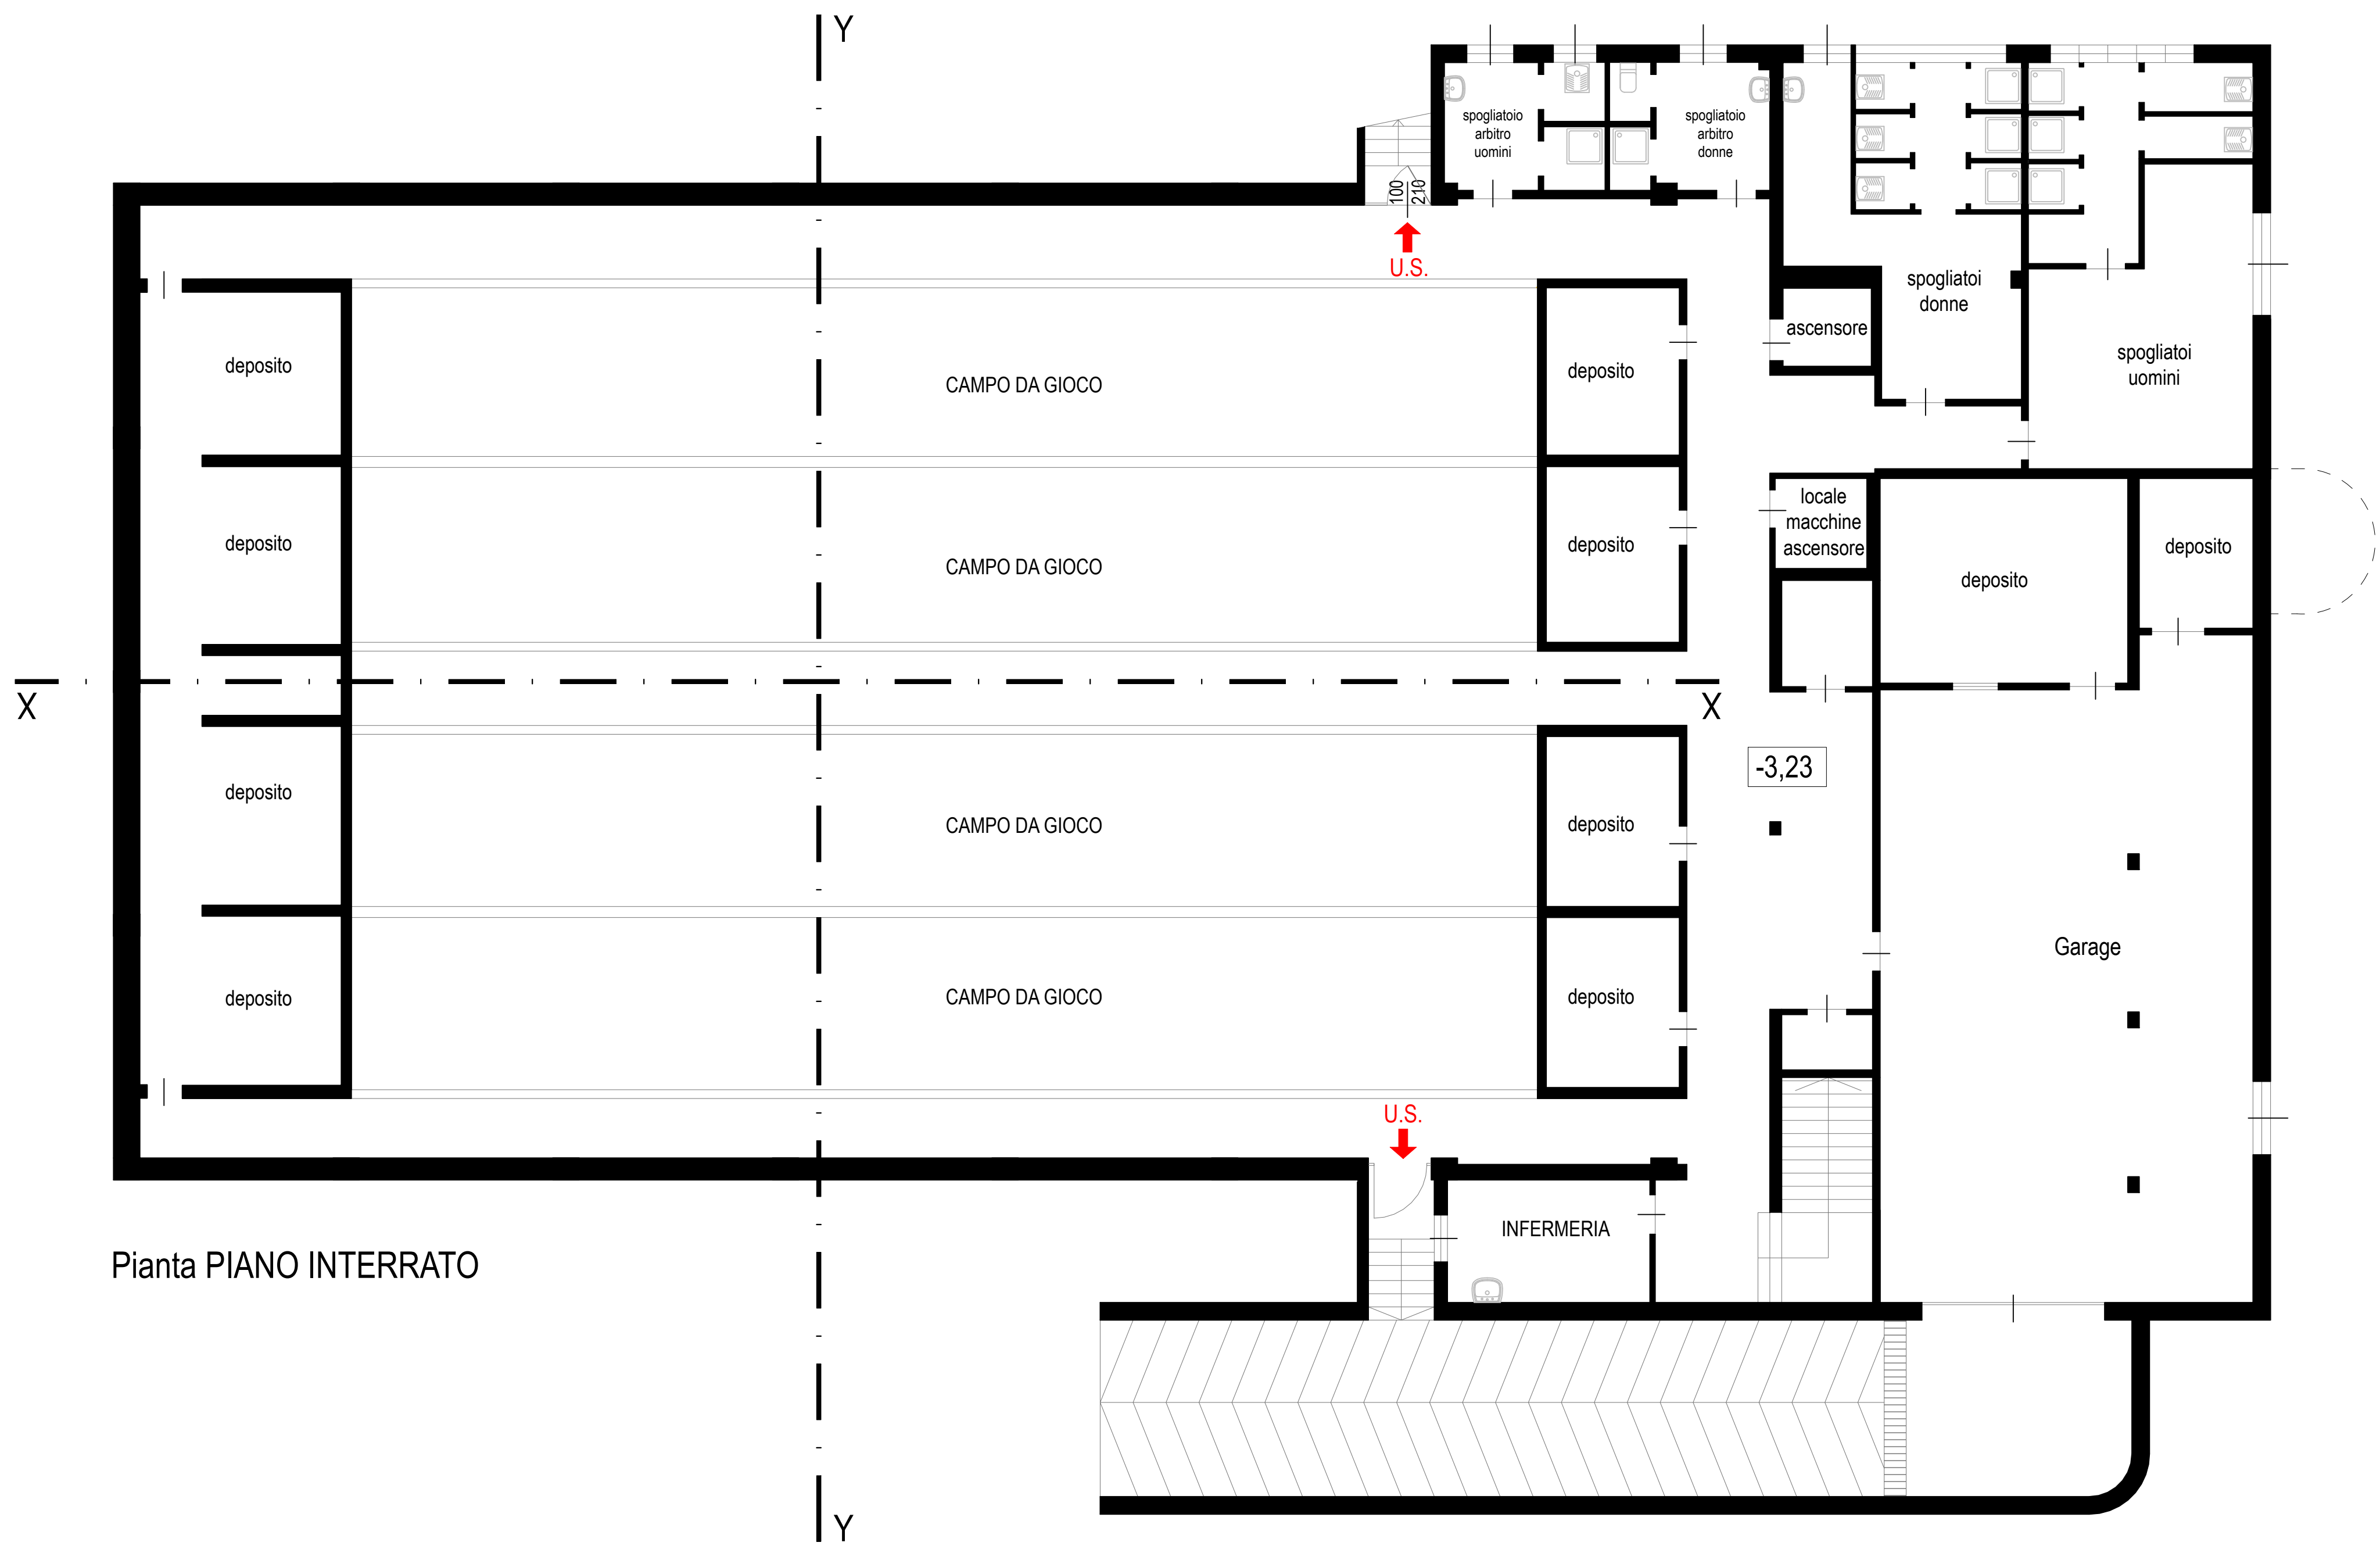 Y
spogliatoio
arbitro
uomini
spogliatoio
arbitro
donne
100
210
U.S.
spogliatoi
donne
ascensore
spogliatoi
uomini
deposito
CAMPO DA GIOCO
deposito
deposito
CAMPO DA GIOCO
deposito
locale
macchine
ascensore
deposito
deposito
X
X
-3,23
deposito
CAMPO DA GIOCO
deposito
Garage
deposito
CAMPO DA GIOCO
deposito
U.S.
INFERMERIA
Pianta PIANO INTERRATO
Y